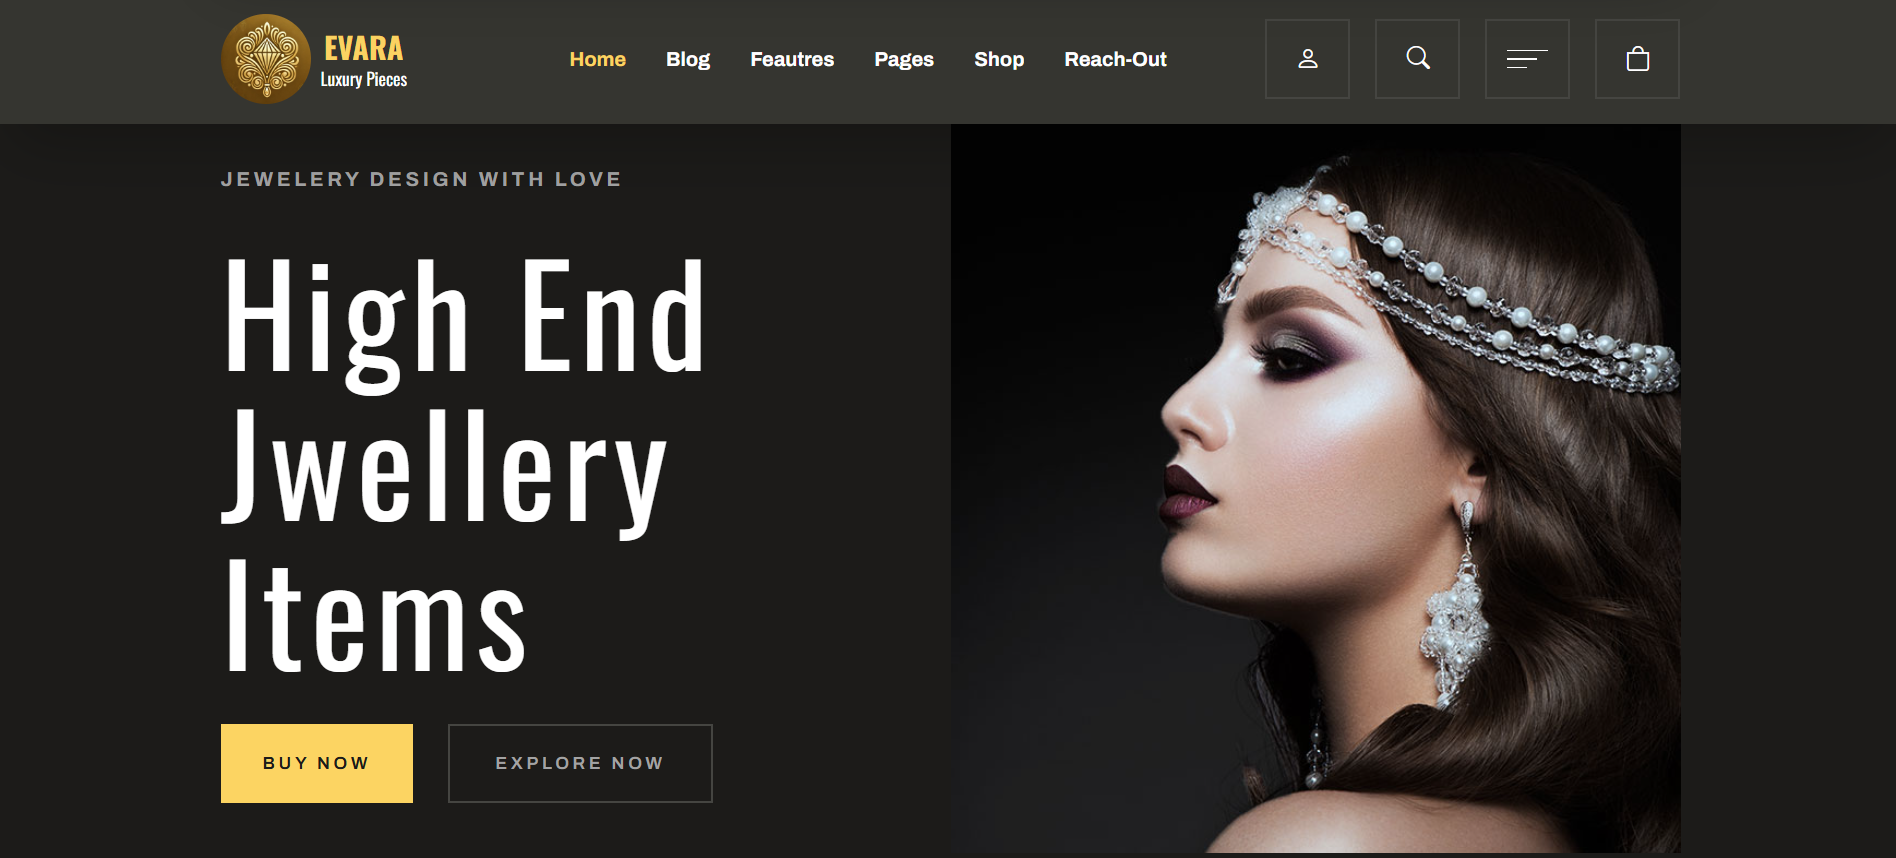 EVARA
Luxury Pieces
Home Blog Feautres Pages Shop Reach-Out
JEWELERY DESIGN WITH LOVE
High End
Jwellery
Items
BUY NOW EXPLORE NOW